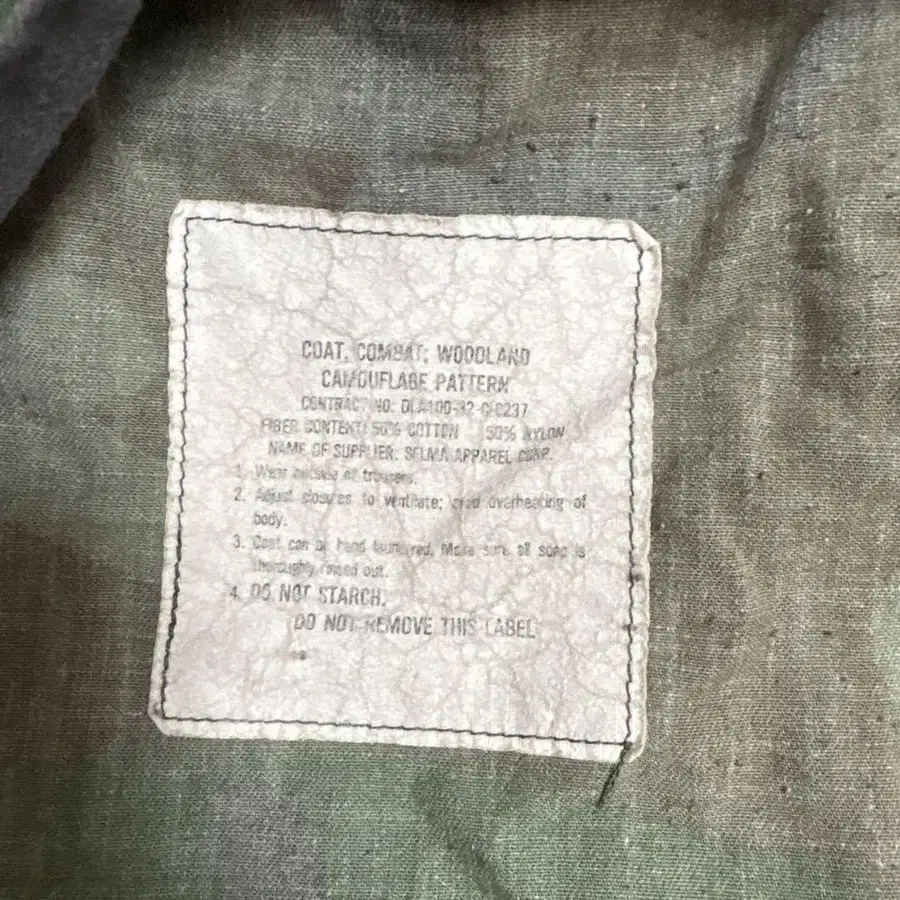 COAT, COMBAT, WOODLAND
CAMOUFLAGE PATTERN
CONTRACT NO. DLA100-82-C-0237
FIBER CONTENT: 50% COTTON 50% NYLON
NAME OF SUPPLIER: SELMA APPAREL CORP.
1. Wear outside of trousers.
2. Adjust closures to ventilate; avoid overheating of
body.
3. Coat can be hand laundered. Make sure all soap is
thoroughly rinsed out.
4. DO NOT STARCH.
DO NOT REMOVE THIS LABEL